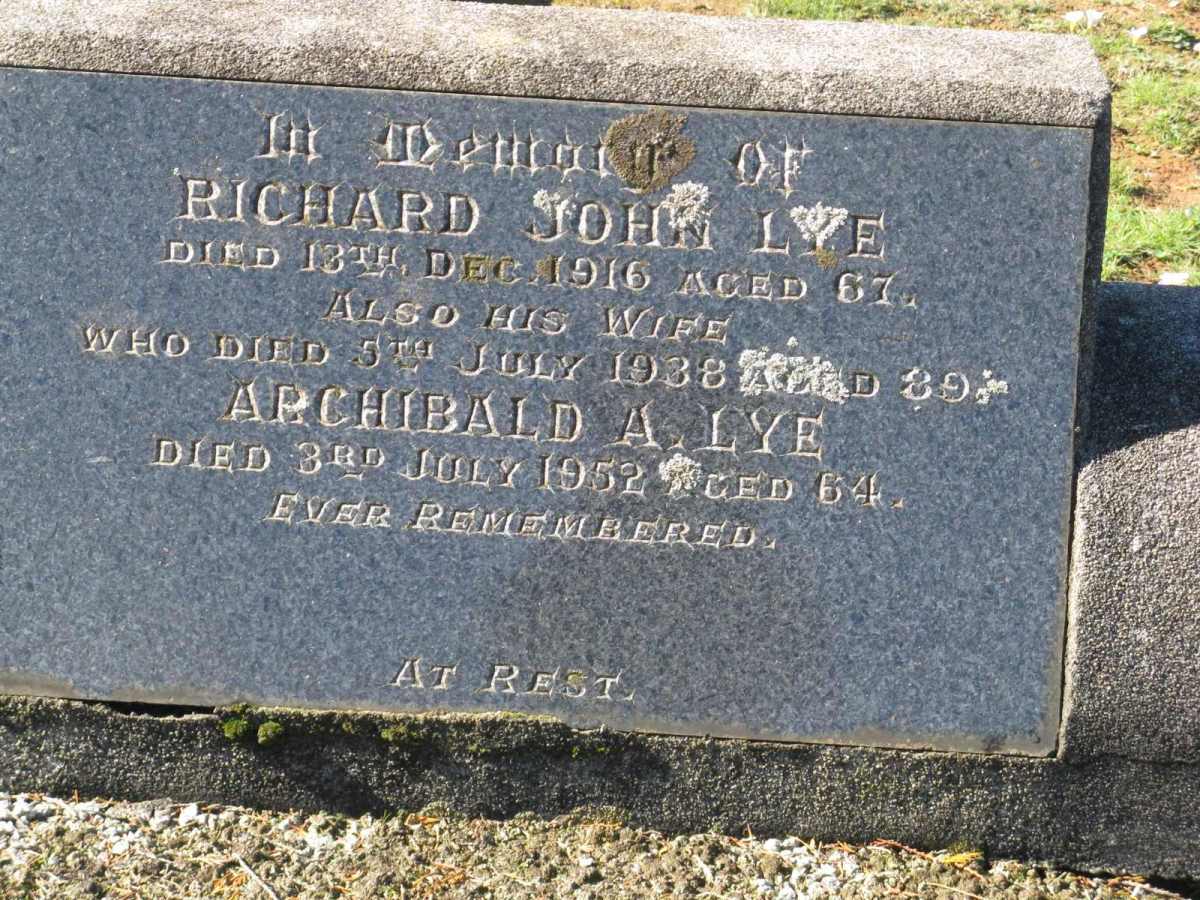 In Memory Of
RICHARD JOHN LYE
DIED 13TH. DEC. 1916 AGED 67.
ALSO HIS WIFE
WHO DIED 5TH JULY 1938 AGED 89.
ARCHIBALD A. LYE
DIED 3RD JULY 1952 AGED 64.
EVER REMEMBERED.
AT REST.